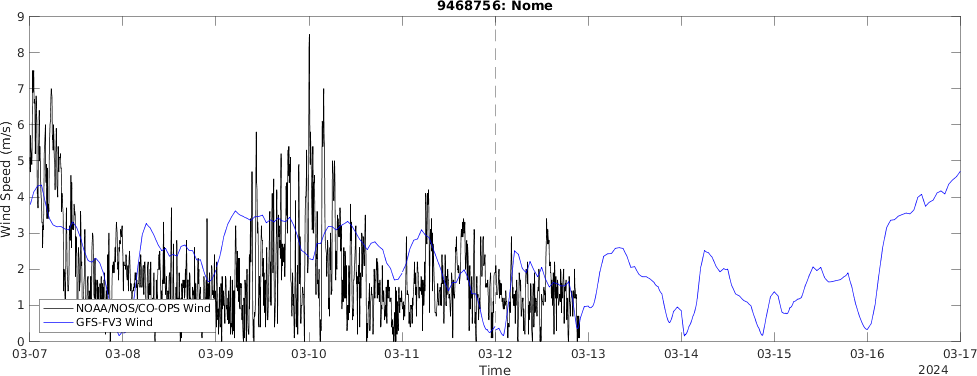 9468756: Nome
9
8
7
6
5
4
3
2
1
0
Wind Speed (m/s)
NOAA/NOS/CO-OPS Wind
GFS-FV3 Wind
03-07 03-08 03-09 03-10 03-11 03-12 03-13 03-14 03-15 03-16 03-17
Time
2024